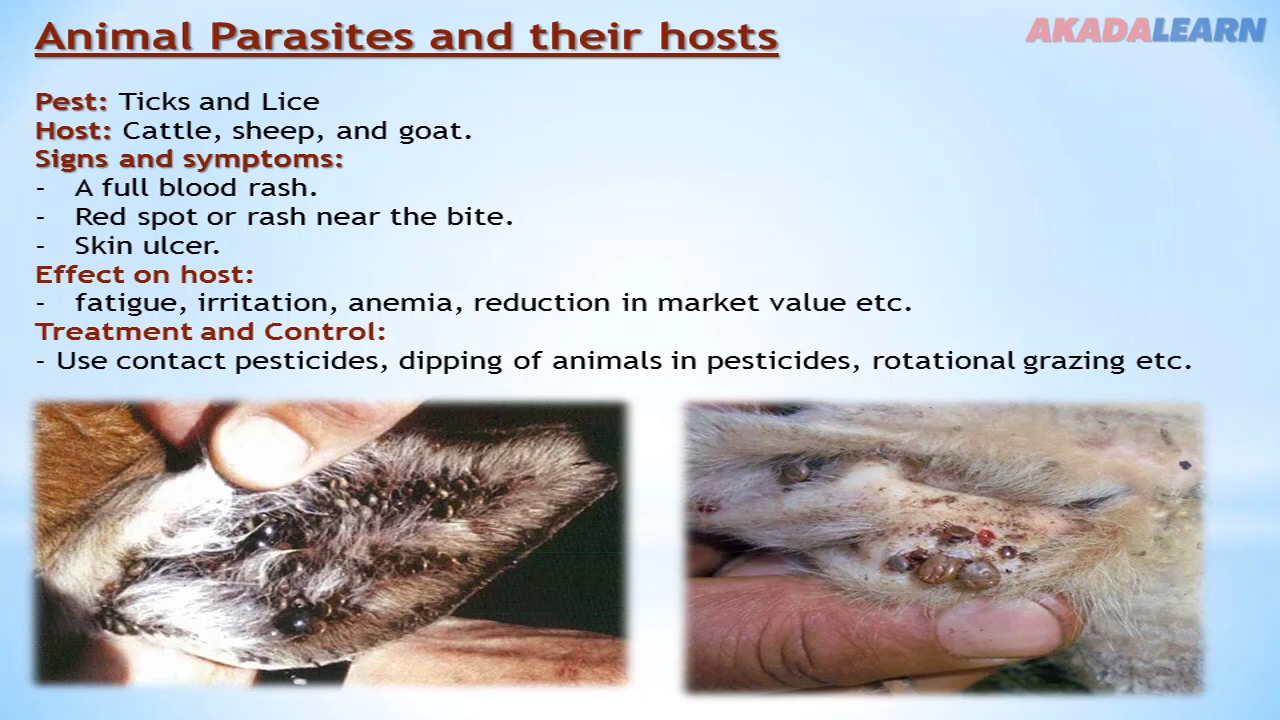 Animal Parasites and their hosts
AKADALEARN
Pest: Ticks and Lice
Host: Cattle, sheep, and goat.
Signs and symptoms:
- A full blood rash.
- Red spot or rash near the bite.
- Skin ulcer.
Effect on host:
- fatigue, irritation, anemia, reduction in market value etc.
Treatment and Control:
- Use contact pesticides, dipping of animals in pesticides, rotational grazing etc.